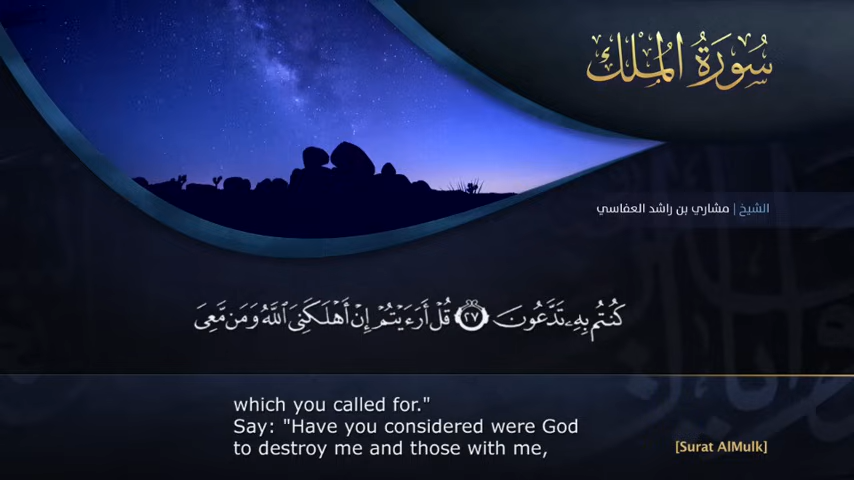 سُورَةُ الْمُلْك
الشيخ | مشاري بن راشد العفاسي
كُنتُم بِهِۦ تَدَّعُونَ ٢٧ قُلْ أَرَءَيْتُمْ إِنْ أَهْلَكَنِىَ ٱللَّهُ وَمَن مَّعِىَ
which you called for."
Say: "Have you considered were God
to destroy me and those with me,
[Surat AlMulk]